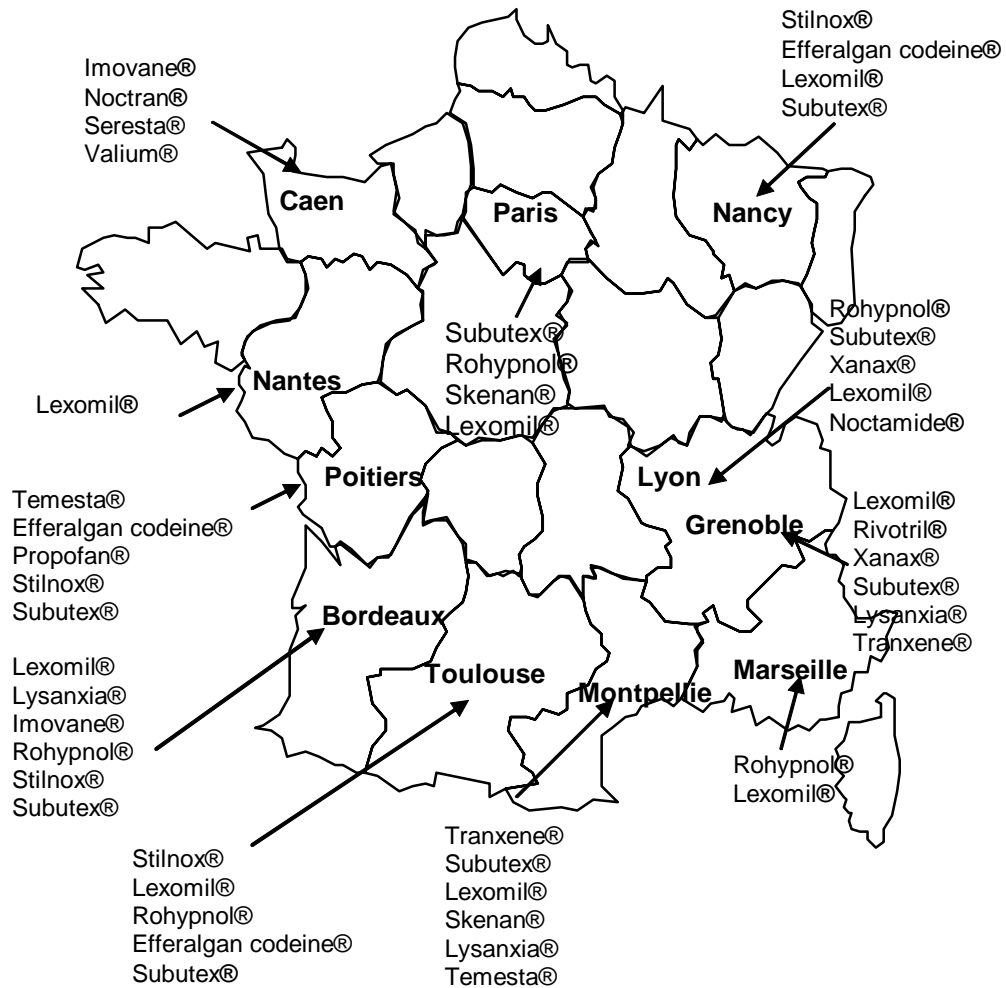 Stilnox®
Efferalgan codeine®
Lexomil®
Subutex®
Imovane®
Noctran®
Seresta®
Valium®
Caen
Paris
Nancy
Subutex®
Rohypnol®
Skenan®
Lexomil®
Rohypnol®
Subutex®
Xanax®
Lexomil®
Noctamide®
Nantes
Lexomil®
Poitiers
Lyon
Grenoble
Temesta®
Efferalgan codeine®
Propofan®
Stilnox®
Subutex®
Lexomil®
Rivotril®
Xanax®
Subutex®
Lysanxia®
Tranxene®
Bordeaux
Toulouse
Montpellie
Marseille
Lexomil®
Lysanxia®
Imovane®
Rohypnol®
Stilnox®
Subutex®
Rohypnol®
Lexomil®
Stilnox®
Lexomil®
Rohypnol®
Efferalgan codeine®
Subutex®
Tranxene®
Subutex®
Lexomil®
Skenan®
Lysanxia®
Temesta®